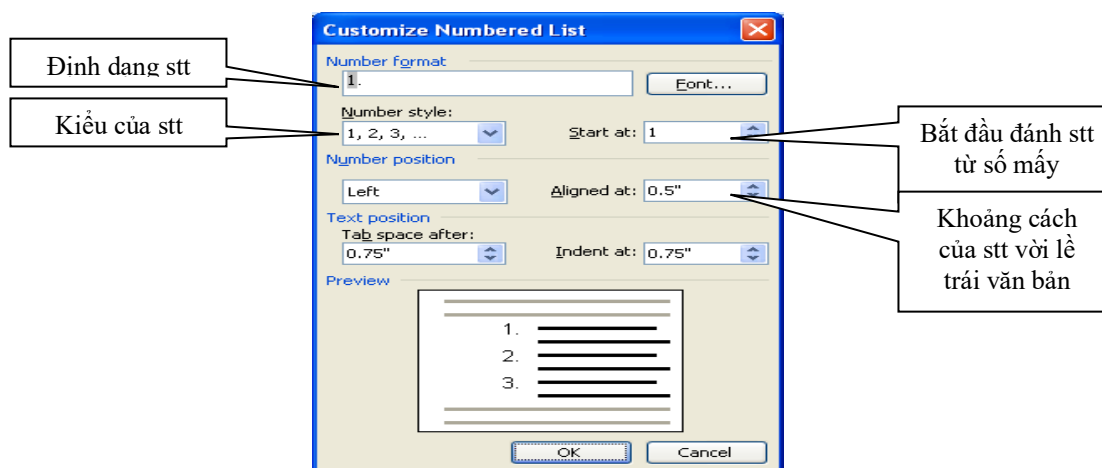 Customize Numbered List
Đinh dang stt
Number format
1.
Font...
Kiểu của stt
Number style:
1, 2, 3, ...
Start at: 1
Bắt đầu đánh stt
từ số mấy
Number position
Left
Aligned at: 0.5"
Khoảng cách
của stt vời lề
trái văn bản
Text position
Tab space after:
0.75"
Indent at: 0.75"
Preview
1.
2.
3.
OK
Cancel